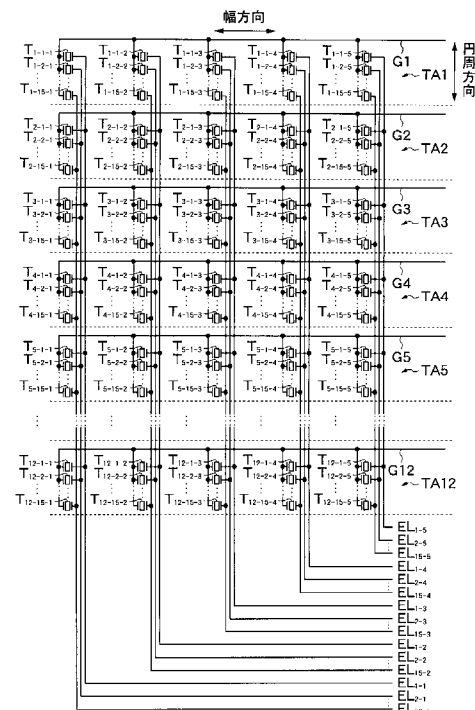 幅方向
円周方向
T1-1-1 T1-1-2 T1-1-3 T1-1-4 T1-1-5 G1
T1-2-1 T1-2-2 T1-2-3 T1-2-4 T1-2-5 TA1
T1-15-1 T1-15-2 T1-15-3 T1-15-4 T1-15-5
T2-1-1 T2-1-2 T2-1-3 T2-1-4 T2-1-5 G2
T2-2-1 T2-2-2 T2-2-3 T2-2-4 T2-2-5 TA2
T2-15-1 T2-15-2 T2-15-3 T2-15-4 T2-15-5
T3-1-1 T3-1-2 T3-1-3 T3-1-4 T3-1-5 G3
T3-2-1 T3-2-2 T3-2-3 T3-2-4 T3-2-5 TA3
T3-15-1 T3-15-2 T3-15-3 T3-15-4 T3-15-5
T4-1-1 T4-1-2 T4-1-3 T4-1-4 T4-1-5 G4
T4-2-1 T4-2-2 T4-2-3 T4-2-4 T4-2-5 TA4
T4-15-1 T4-15-2 T4-15-3 T4-15-4 T4-15-5
T5-1-1 T5-1-2 T5-1-3 T5-1-4 T5-1-5 G5
T5-2-1 T5-2-2 T5-2-3 T5-2-4 T5-2-5 TA5
T5-15-1 T5-15-2 T5-15-3 T5-15-4 T5-15-5
T12-1-1 T12-1-2 T12-1-3 T12-1-4 T12-1-5 G12
T12-2-1 T12-2-2 T12-2-3 T12-2-4 T12-2-5 TA12
T12-15-1 T12-15-2 T12-15-3 T12-15-4 T12-15-5
EL1-5
EL2-5
EL15-5
EL1-4
EL2-4
EL15-4
EL1-3
EL2-3
EL15-3
EL1-2
EL2-2
EL15-2
EL1-1
EL2-1